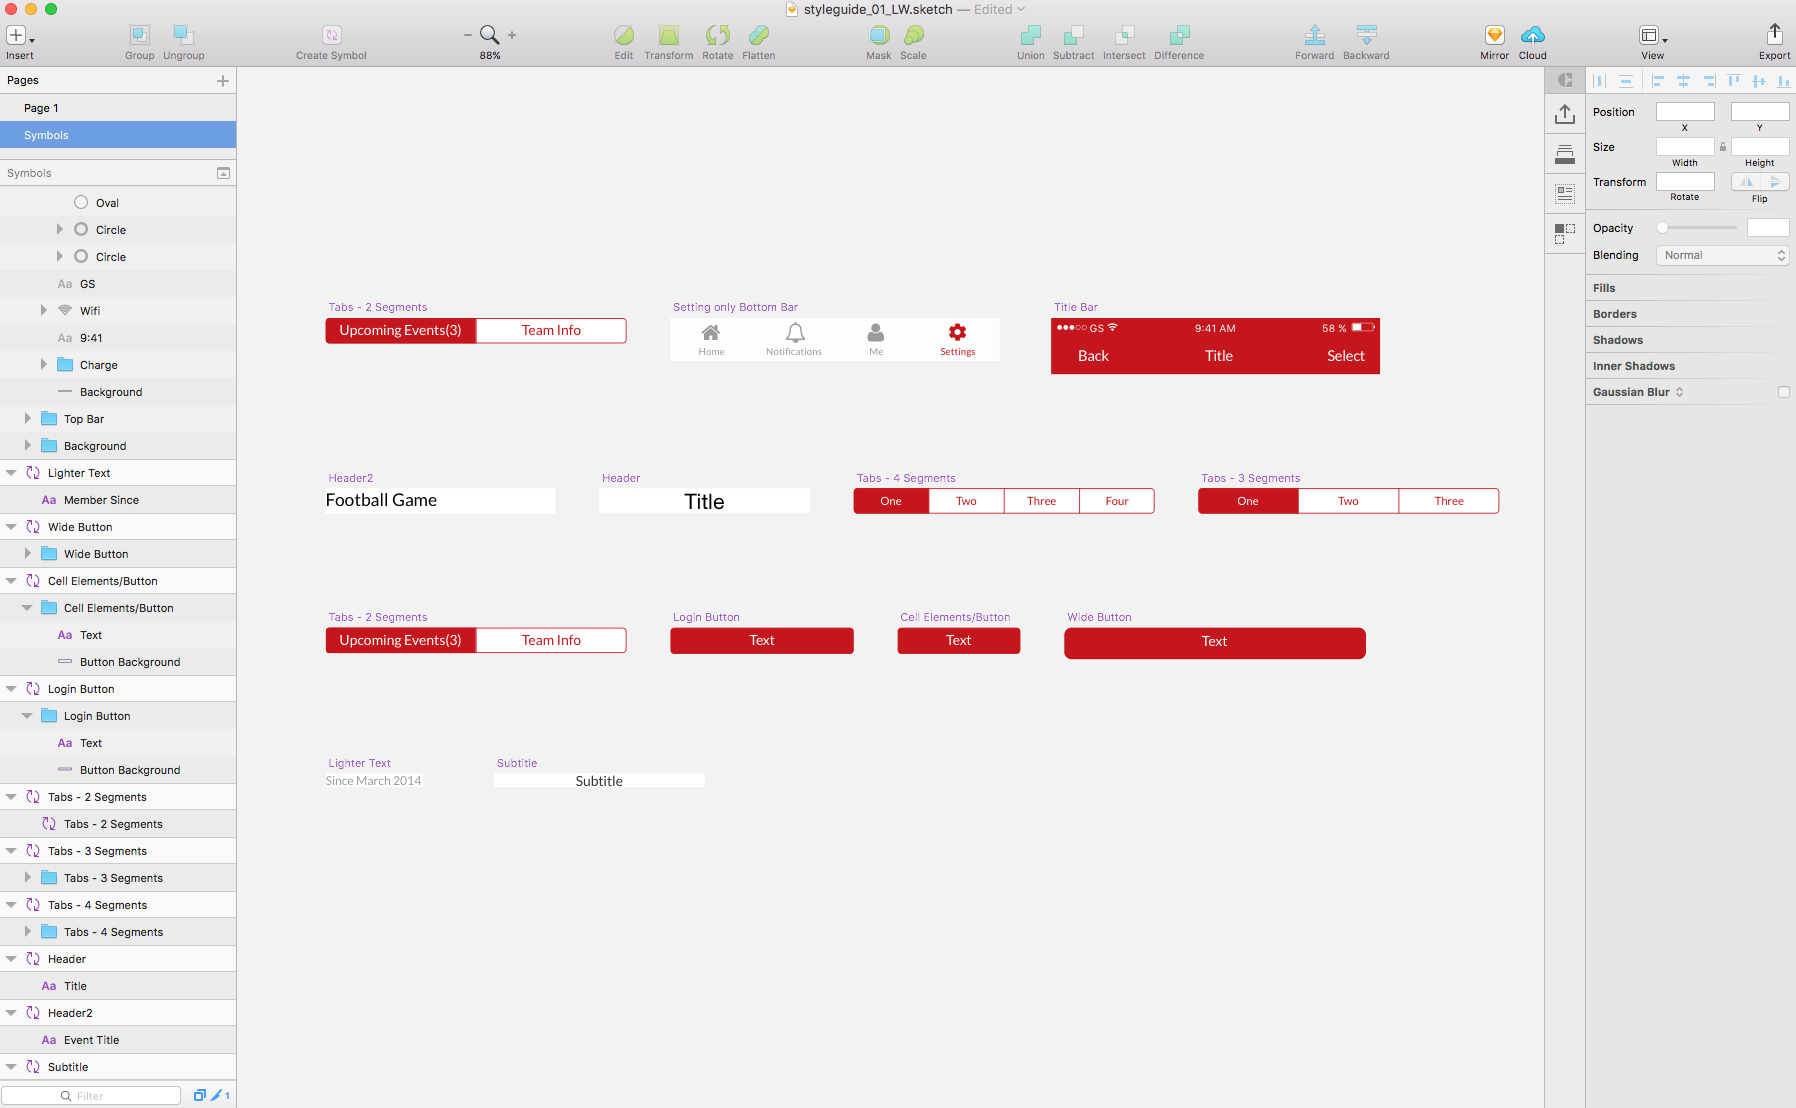 styleguide_01_LW.sketch — Edited
Insert
Group
Ungroup
Create Symbol
88%
Edit
Transform
Rotate
Flatten
Mask
Scale
Union
Subtract
Intersect
Difference
Forward
Backward
Mirror
Cloud
View
Export
Pages
Page 1
Symbols
Symbols
Oval
Circle
Circle
Aa GS
Wifi
Aa 9:41
Charge
Background
Top Bar
Background
Lighter Text
Aa Member Since
Wide Button
Wide Button
Cell Elements/Button
Cell Elements/Button
Aa Text
Button Background
Login Button
Login Button
Aa Text
Button Background
Tabs - 2 Segments
Tabs - 2 Segments
Tabs - 3 Segments
Tabs - 3 Segments
Tabs - 4 Segments
Tabs - 4 Segments
Header
Aa Title
Header2
Aa Event Title
Subtitle
Filter
1
Tabs - 2 Segments
Upcoming Events(3) Team Info
Setting only Bottom Bar
Home Notifications Me Settings
Title Bar
GS 9:41 AM 58 %
Back Title Select
Header2
Football Game
Header
Title
Tabs - 4 Segments
One Two Three Four
Tabs - 3 Segments
One Two Three
Tabs - 2 Segments
Upcoming Events(3) Team Info
Login Button
Text
Cell Elements/Button
Text
Wide Button
Text
Lighter Text
Since March 2014
Subtitle
Subtitle
Position
X Y
Size
Width Height
Transform
Rotate Flip
Opacity
Blending Normal
Fills
Borders
Shadows
Inner Shadows
Gaussian Blur